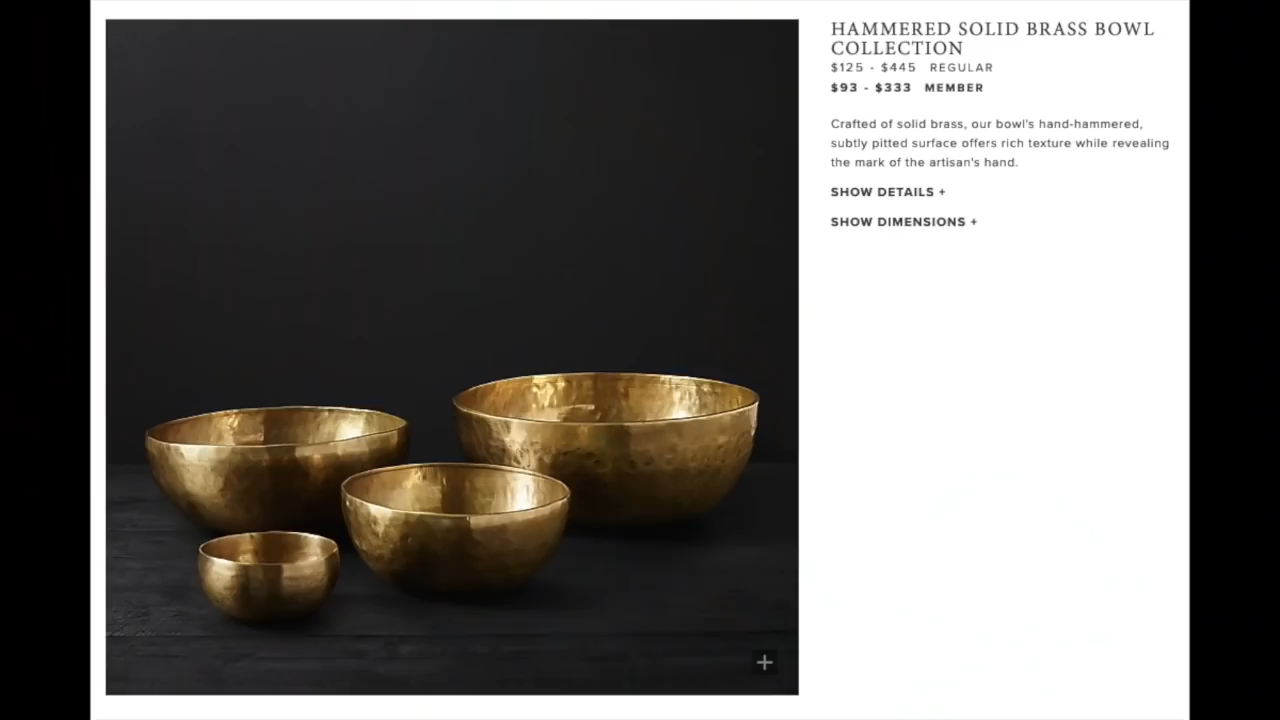 HAMMERED SOLID BRASS BOWL
COLLECTION
$125 - $445 REGULAR
$93 - $333 MEMBER
Crafted of solid brass, our bowl's hand-hammered,
subtly pitted surface offers rich texture while revealing
the mark of the artisan's hand.
SHOW DETAILS +
SHOW DIMENSIONS +